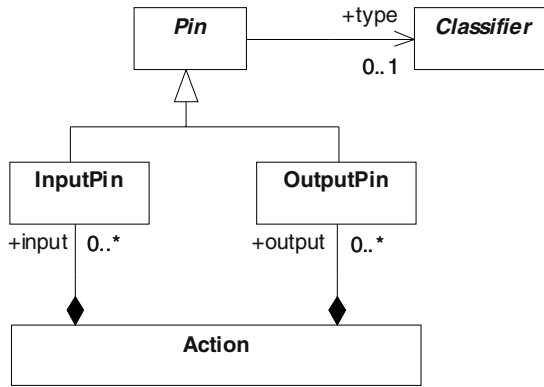 Pin
+type
0..1
Classifier
InputPin
OutputPin
+input 0..*
+output 0..*
Action